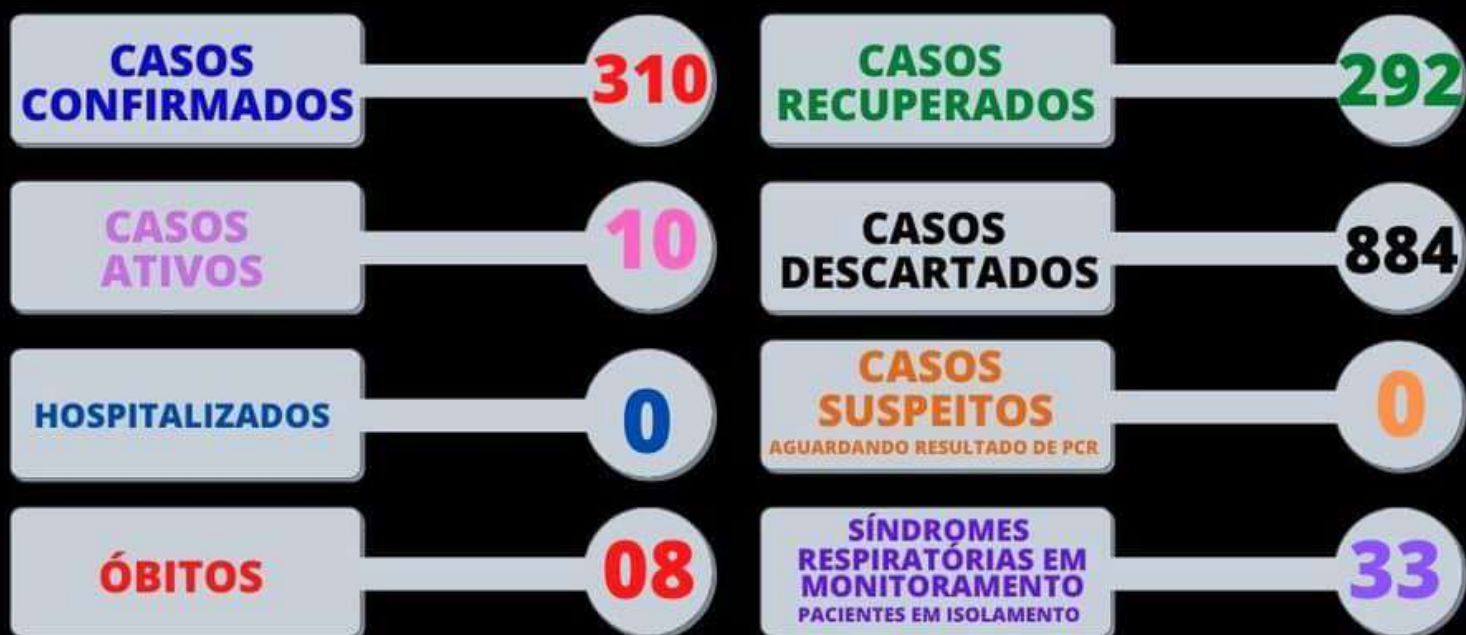 CASOS
CONFIRMADOS
310
CASOS
RECUPERADOS
292
CASOS
ATIVOS
10
CASOS
DESCARTADOS
884
HOSPITALIZADOS
0
CASOS
SUSPEITOS
AGUARDANDO RESULTADO DE PCR
0
ÓBITOS
08
SÍNDROMES
RESPIRATÓRIAS EM
MONITORAMENTO
PACIENTES EM ISOLAMENTO
33